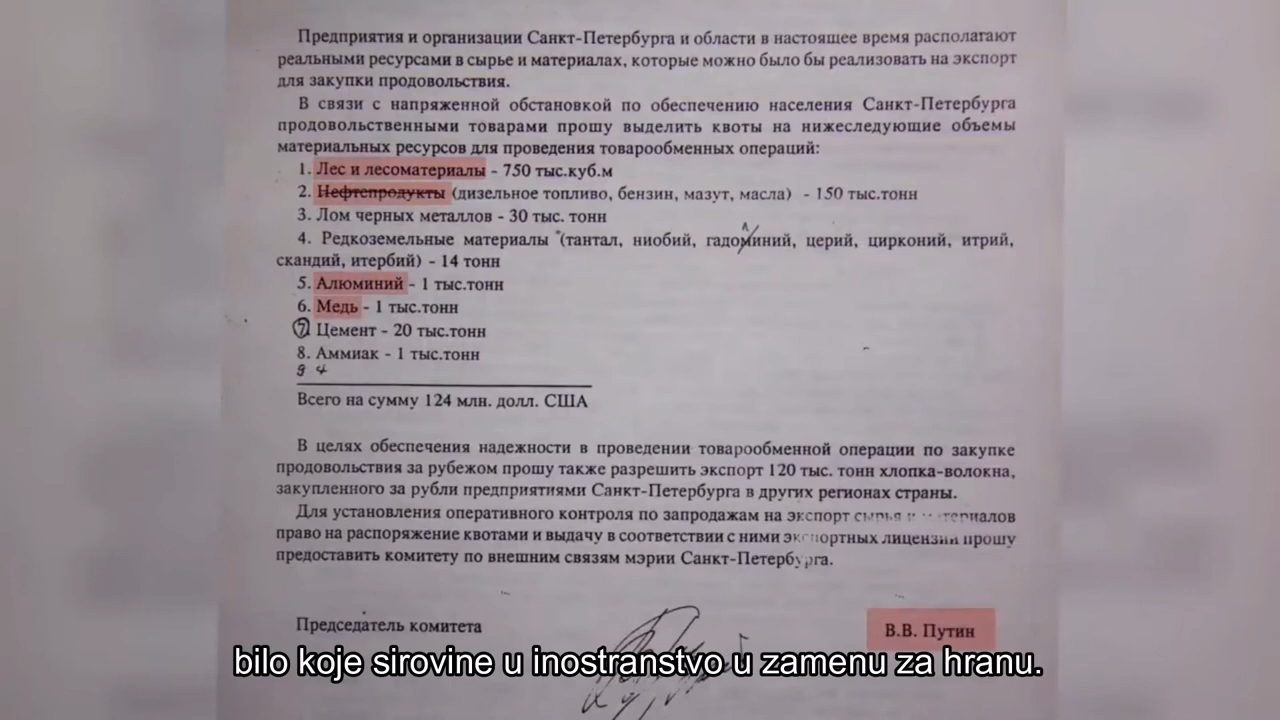 Предприятия и организации Санкт-Петербурга и области в настоящее время располагают
реальными ресурсами в сырье и материалах, которые можно было бы реализовать на экспорт
для закупки продовольствия.
В связи с напряженной обстановкой по обеспечению населения Санкт-Петербурга
продовольственными товарами прошу выделить квоты на нижеследующие объемы
материальных ресурсов для проведения товарообменных операций:
1. Лес и лесоматериалы - 750 тыс.куб.м
2. Нефтепродукты (дизельное топливо, бензин, мазут, масла) - 150 тыс.тонн
3. Лом черных металлов - 30 тыс. тонн
4. Редкоземельные материалы (тантал, ниобий, гадоминий, церий, цирконий, итрий,
скандий, итербий) - 14 тонн
5. Алюминий - 1 тыс.тонн
6. Медь - 1 тыс.тонн
7. Цемент - 20 тыс.тонн
8. Аммиак - 1 тыс.тонн
9 4
Всего на сумму 124 млн. долл. США
В целях обеспечения надежности в проведении товарообменной операции по закупке
продовольствия за рубежом прошу также разрешить экспорт 120 тыс. тонн хлопка-волокна,
закупленного за рубли предприятиями Санкт-Петербурга в других регионах страны.
Для установления оперативного контроля по запродажам на экспорт сырья и материалов
право на распоряжение квотами и выдачу в соответствии с ними экспортных лицензий прошу
предоставить комитету по внешним связям мэрии Санкт-Петербурга.
Председатель комитета
В.В. Путин
bilo koje sirovine u inostranstvo u zamenu za hranu.